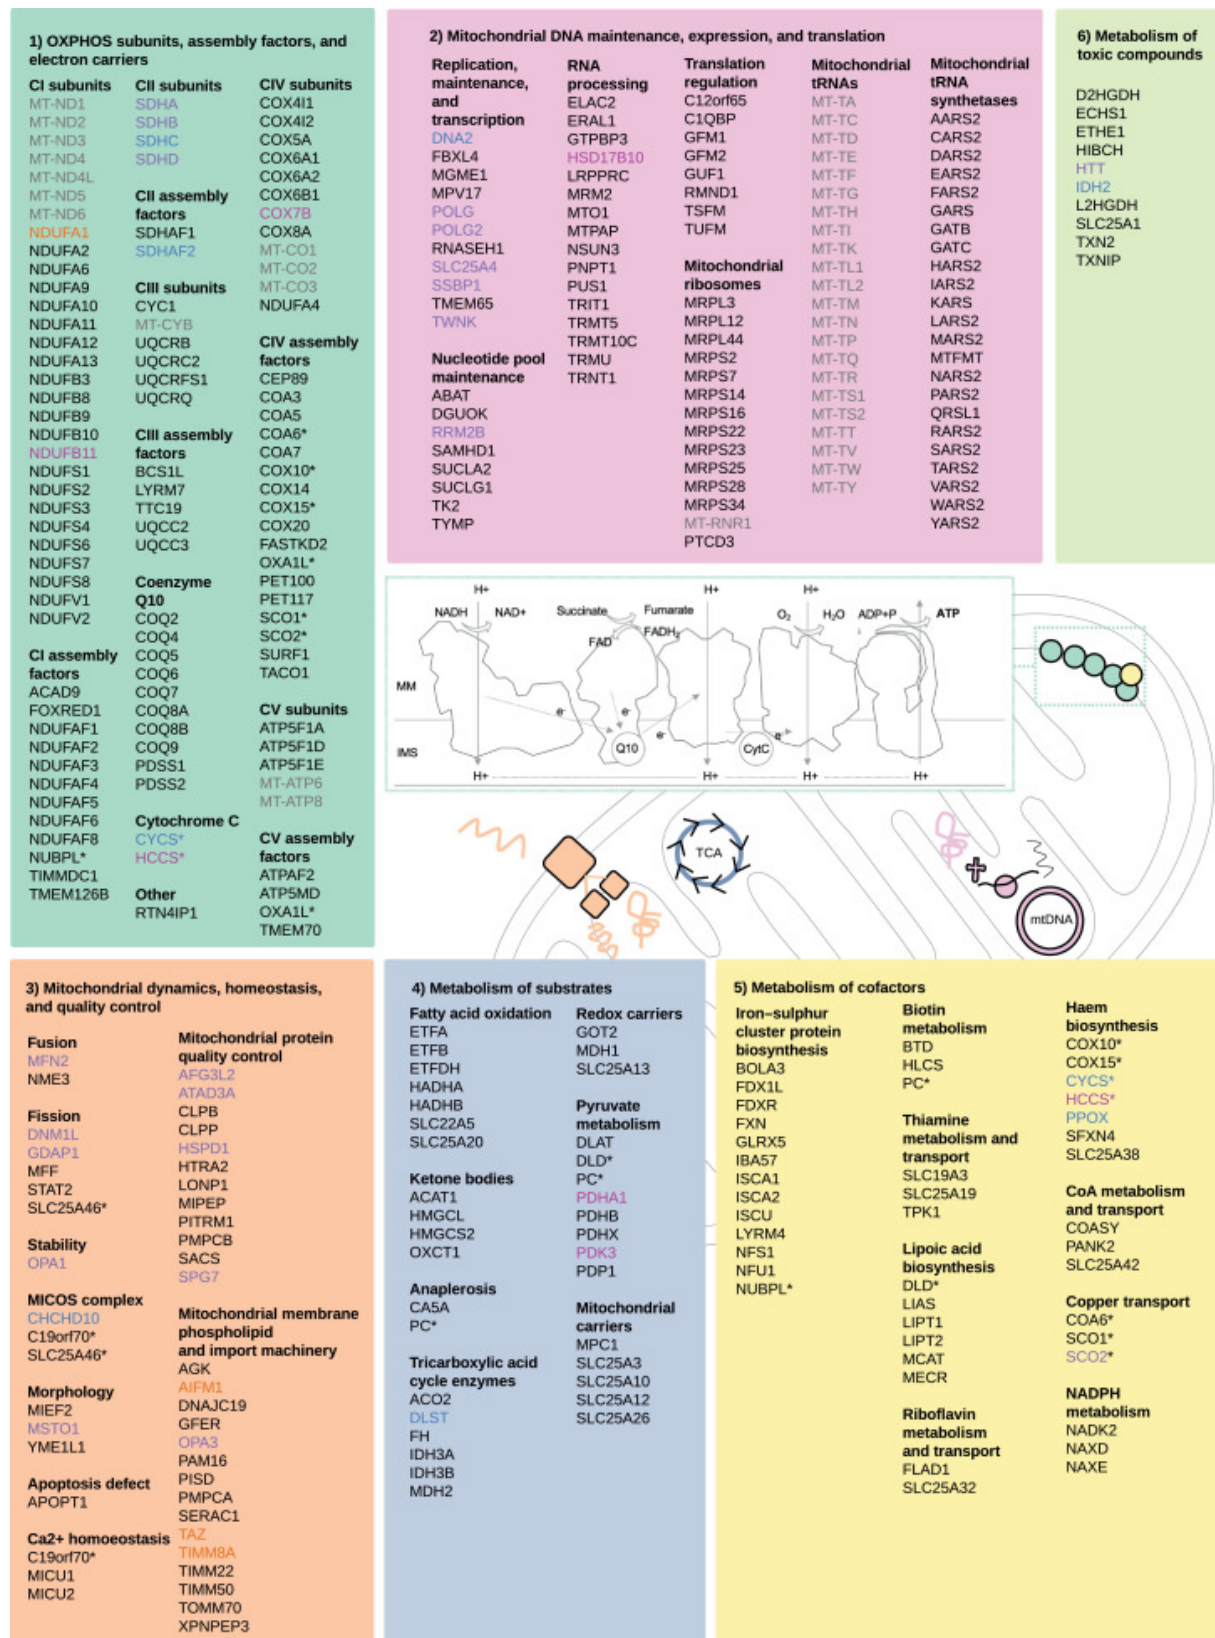 1) OXPHOS subunits, assembly factors, and
electron carriers
CI subunits
MT-ND1
MT-ND2
MT-ND3
MT-ND4
MT-ND4L
MT-ND5
MT-ND6
NDUFA1
NDUFA2
NDUFA6
NDUFA9
NDUFA10
NDUFA11
NDUFA12
NDUFA13
NDUFB3
NDUFB8
NDUFB9
NDUFB10
NDUFB11
NDUFS1
NDUFS2
NDUFS3
NDUFS4
NDUFS6
NDUFS7
NDUFS8
NDUFV1
NDUFV2
CI assembly
factors
ACAD9
FOXRED1
NDUFAF1
NDUFAF2
NDUFAF3
NDUFAF4
NDUFAF5
NDUFAF6
NDUFAF8
NUBPL*
TIMMDC1
TMEM126B
CII subunits
SDHA
SDHB
SDHC
SDHD
CII assembly
factors
SDHAF1
SDHAF2
CIII subunits
CYC1
MT-CYB
UQCRB
UQCRC2
UQCRFS1
UQCRQ
CIII assembly
factors
BCS1L
LYRM7
TTC19
UQCC2
UQCC3
Coenzyme
Q10
COQ2
COQ4
COQ5
COQ6
COQ7
COQ8A
COQ8B
COQ9
PDSS1
PDSS2
Cytochrome C
CYCS*
HCCS*
Other
RTN4IP1
CIV subunits
COX4I1
COX4I2
COX5A
COX6A1
COX6A2
COX6B1
COX7B
COX8A
MT-CO1
MT-CO2
MT-CO3
NDUFA4
CIV assembly
factors
CEP89
COA3
COA5
COA6*
COA7
COX10*
COX14
COX15*
COX20
FASTKD2
OXA1L*
PET100
PET117
SCO1*
SCO2*
SURF1
TACO1
CV subunits
ATP5F1A
ATP5F1D
ATP5F1E
MT-ATP6
MT-ATP8
CV assembly
factors
ATPAF2
ATP5MD
OXA1L*
TMEM70
2) Mitochondrial DNA maintenance, expression, and translation
Replication,
maintenance,
and
transcription
DNA2
FBXL4
MGME1
MPV17
POLG
POLG2
RNASEH1
SLC25A4
SSBP1
TMEM65
TWNK
Nucleotide pool
maintenance
ABAT
DGUOK
RRM2B
SAMHD1
SUCLA2
SUCLG1
TK2
TYMP
RNA
processing
ELAC2
ERAL1
GTPBP3
HSD17B10
LRPPRC
MRM2
MTO1
MTPAP
NSUN3
PNPT1
PUS1
TRIT1
TRMT5
TRMT10C
TRMU
TRNT1
Translation
regulation
C12orf65
C1QBP
GFM1
GFM2
GUF1
RMND1
TSFM
TUFM
Mitochondrial
ribosomes
MRPL3
MRPL12
MRPL44
MRPS2
MRPS7
MRPS14
MRPS16
MRPS22
MRPS23
MRPS25
MRPS28
MRPS34
MT-RNR1
PTCD3
Mitochondrial
tRNAs
MT-TA
MT-TC
MT-TD
MT-TE
MT-TF
MT-TG
MT-TH
MT-TI
MT-TK
MT-TL1
MT-TL2
MT-TM
MT-TN
MT-TP
MT-TQ
MT-TR
MT-TS1
MT-TS2
MT-TT
MT-TV
MT-TW
MT-TY
Mitochondrial
tRNA
synthetases
AARS2
CARS2
DARS2
EARS2
FARS2
GARS
GATB
GATC
HARS2
IARS2
KARS
LARS2
MARS2
MTFMT
NARS2
PARS2
QRSL1
RARS2
SARS2
TARS2
VARS2
WARS2
YARS2
6) Metabolism of
toxic compounds
D2HGDH
ECHS1
ETHE1
HIBCH
HTT
IDH2
L2HGDH
SLC25A1
TXN2
TXNIP
H+
H+
H+
NADH
NAD+
Succinate
Fumarate
O2
H2O
ADP+P
i
ATP
FAD
FADH2
MM
e-
e-
e-
e-
IMS
Q10
CytC
H+
H+
H+
H+
TCA
mtDNA
3) Mitochondrial dynamics, homeostasis,
and quality control
Fusion
MFN2
NME3
Fission
DNM1L
GDAP1
MFF
STAT2
SLC25A46*
Stability
OPA1
MICOS complex
CHCHD10
C19orf70*
SLC25A46*
Morphology
MIEF2
MSTO1
YME1L1
Apoptosis defect
APOPT1
Ca2+ homoeostasis
C19orf70*
MICU1
MICU2
Mitochondrial protein
quality control
AFG3L2
ATAD3A
CLPB
CLPP
HSPD1
HTRA2
LONP1
MIPEP
PITRM1
PMPCB
SACS
SPG7
Mitochondrial membrane
phospholipid
and import machinery
AGK
AIFM1
DNAJC19
GFER
OPA3
PAM16
PISD
PMPCA
SERAC1
TAZ
TIMM8A
TIMM22
TIMM50
TOMM70
XPNPEP3
4) Metabolism of substrates
Fatty acid oxidation
ETFA
ETFB
ETFDH
HADHA
HADHB
SLC22A5
SLC25A20
Ketone bodies
ACAT1
HMGCL
HMGCS2
OXCT1
Anaplerosis
CA5A
PC*
Tricarboxylic acid
cycle enzymes
ACO2
DLST
FH
IDH3A
IDH3B
MDH2
Redox carriers
GOT2
MDH1
SLC25A13
Pyruvate
metabolism
DLAT
DLD*
PC*
PDHA1
PDHB
PDHX
PDK3
PDP1
Mitochondrial
carriers
MPC1
SLC25A3
SLC25A10
SLC25A12
SLC25A26
5) Metabolism of cofactors
Iron–sulphur
cluster protein
biosynthesis
BOLA3
FDX1L
FDXR
FXN
GLRX5
IBA57
ISCA1
ISCA2
ISCU
LYRM4
NFS1
NFU1
NUBPL*
Biotin
metabolism
BTD
HLCS
PC*
Thiamine
metabolism and
transport
SLC19A3
SLC25A19
TPK1
Lipoic acid
biosynthesis
DLD*
LIAS
LIPT1
LIPT2
MCAT
MECR
Riboflavin
metabolism
and transport
FLAD1
SLC25A32
Haem
biosynthesis
COX10*
COX15*
CYCS*
HCCS*
PPOX
SFXN4
SLC25A38
CoA metabolism
and transport
COASY
PANK2
SLC25A42
Copper transport
COA6*
SCO1*
SCO2*
NADPH
metabolism
NADK2
NAXD
NAXE